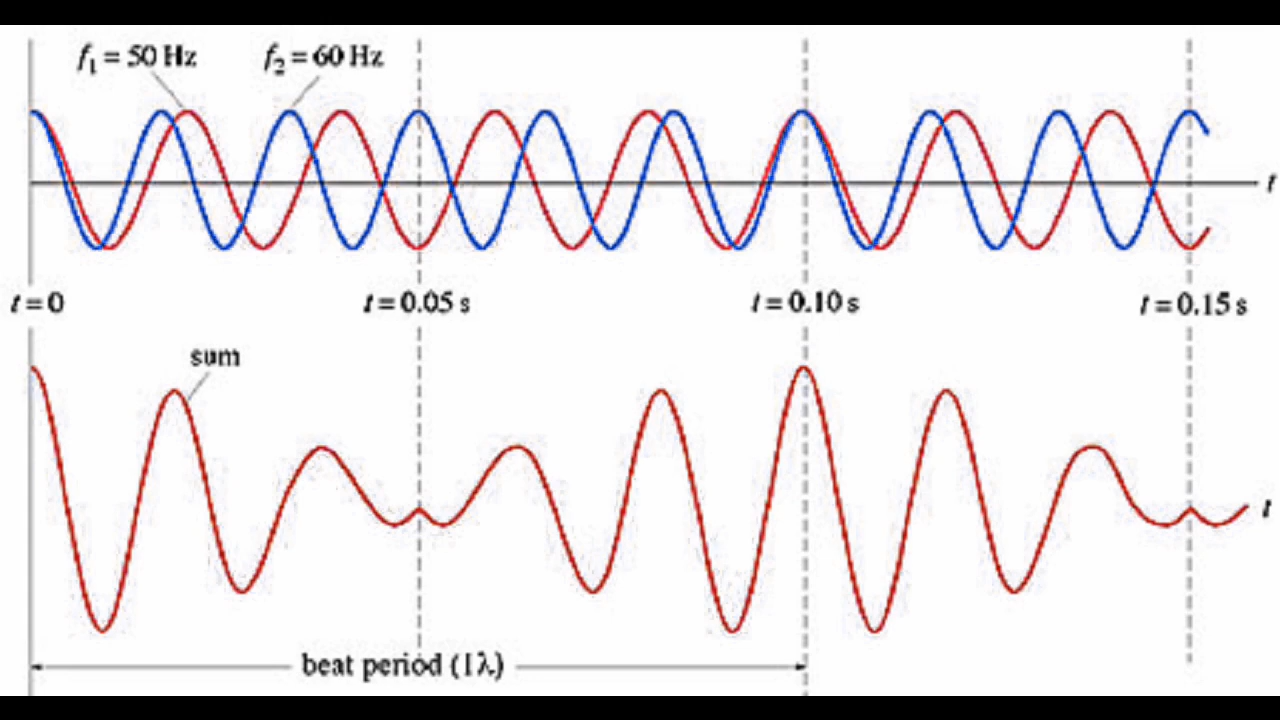 f₁ = 50 Hz
f₂ = 60 Hz
t
t = 0
t = 0.05 s
t = 0.10 s
t = 0.15 s
sum
t
beat period (1λ)